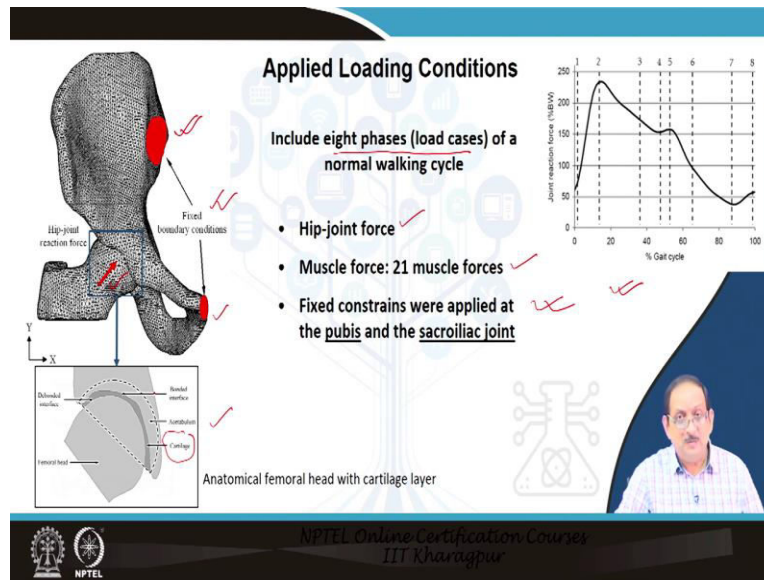 Applied Loading Conditions
Include eight phases (load cases) of a
normal walking cycle
• Hip-joint force
• Muscle force: 21 muscle forces
• Fixed constrains were applied at
the pubis and the sacroiliac joint
Hip-joint
reaction force
Fixed
boundary conditions
Y
X
Debonded
interface
Bonded
interface
Acetabulum
Cartilage
Femoral head
Anatomical femoral head with cartilage layer
1 2 3 4 5 6 7 8
Joint reaction force (%BW)
250
200
150
100
50
0
0 20 40 60 80 100
% Gait cycle
NPTEL
NPTEL Online Certification Courses
IIT Kharagpur